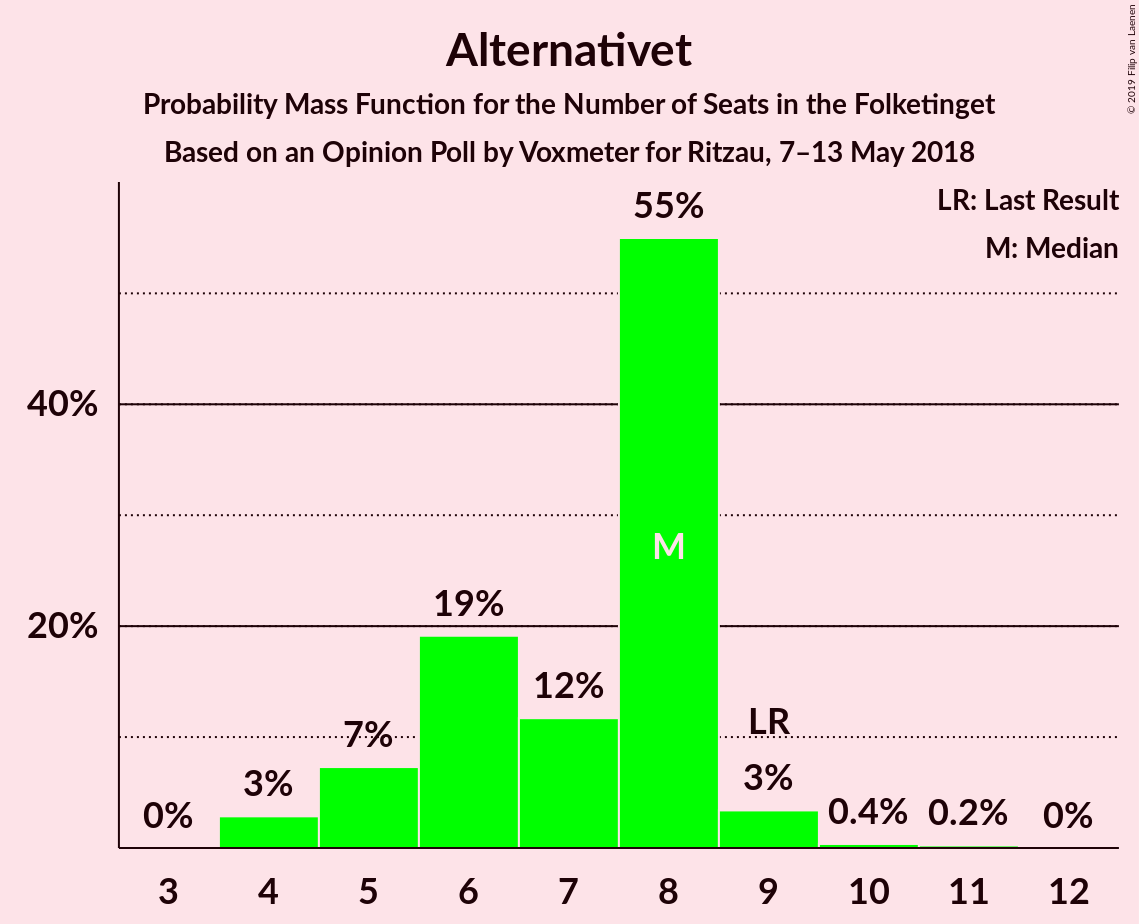 Alternativet
Probability Mass Function for the Number of Seats in the Folketinget
Based on an Opinion Poll by Voxmeter for Ritzau, 7–13 May 2018
© 2019 Filip van Laenen
LR: Last Result
M: Median
55%
40%
M
19%
20%
12%
LR
7%
3%
3%
0%
0.4%
0.2%
0%
3 4 5 6 7 8 9 10 11 12